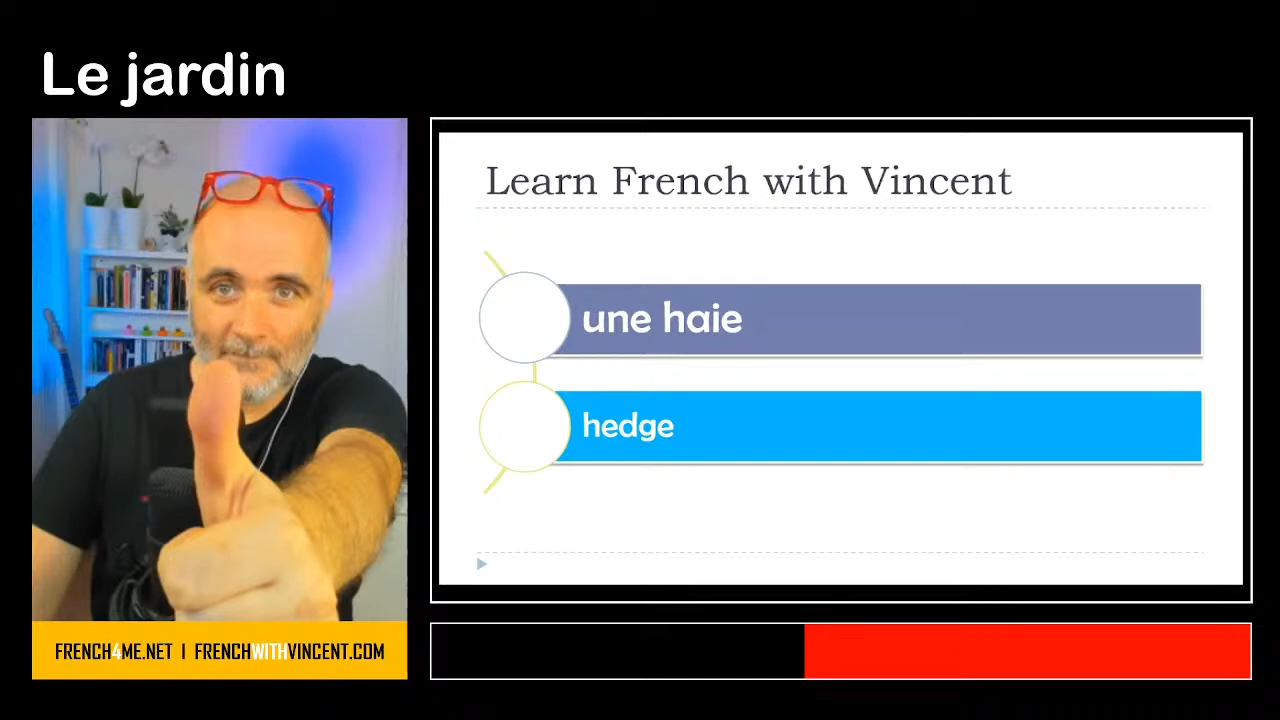 Le jardin
Learn French with Vincent
une haie
hedge
FRENCH4ME.NET | FRENCHWITHVINCENT.COM